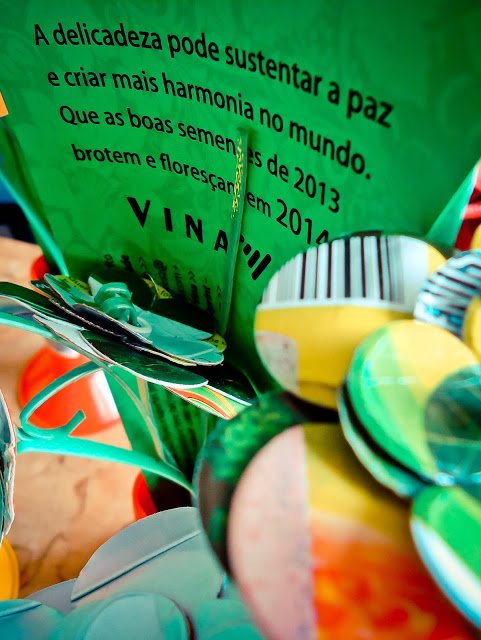 A delicadeza pode sustentar a paz
e criar mais harmonia no mundo.
Que as boas sementes de 2013
brotem e floresçam em 2014
VINA